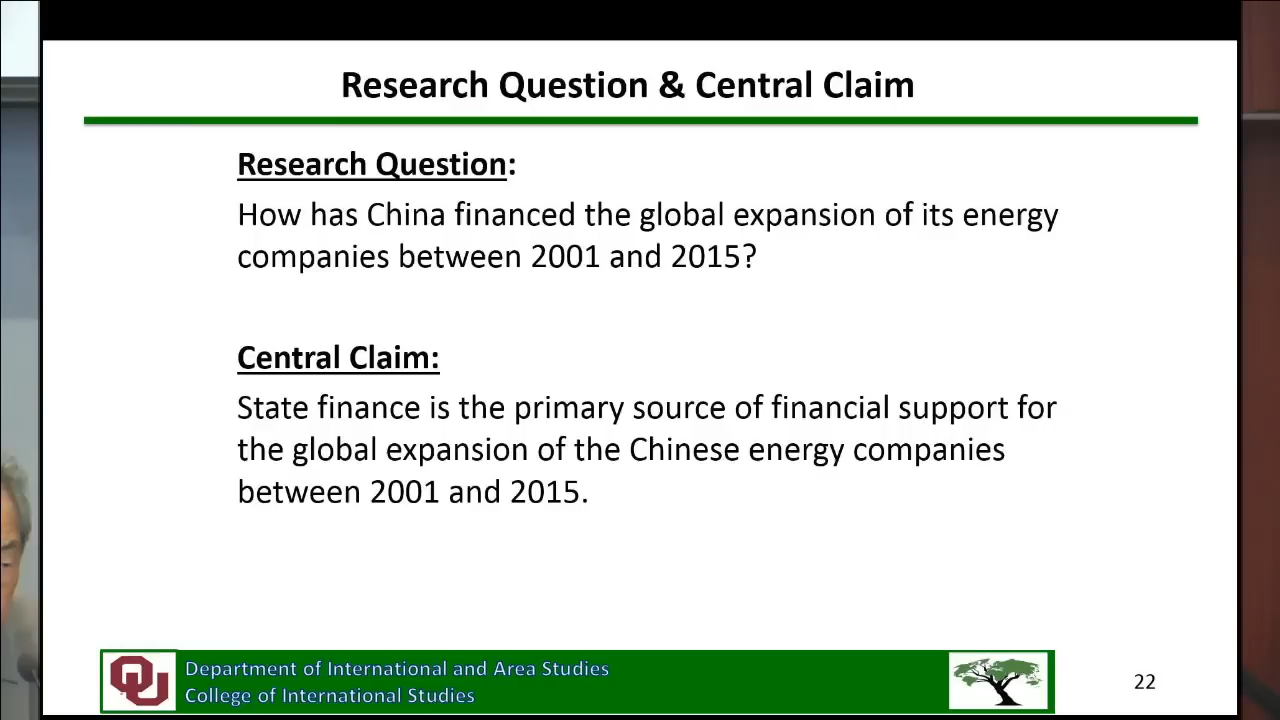 Research Question & Central Claim
Research Question:
How has China financed the global expansion of its energy
companies between 2001 and 2015?
Central Claim:
State finance is the primary source of financial support for
the global expansion of the Chinese energy companies
between 2001 and 2015.
OU
Department of International and Area Studies
College of International Studies
22